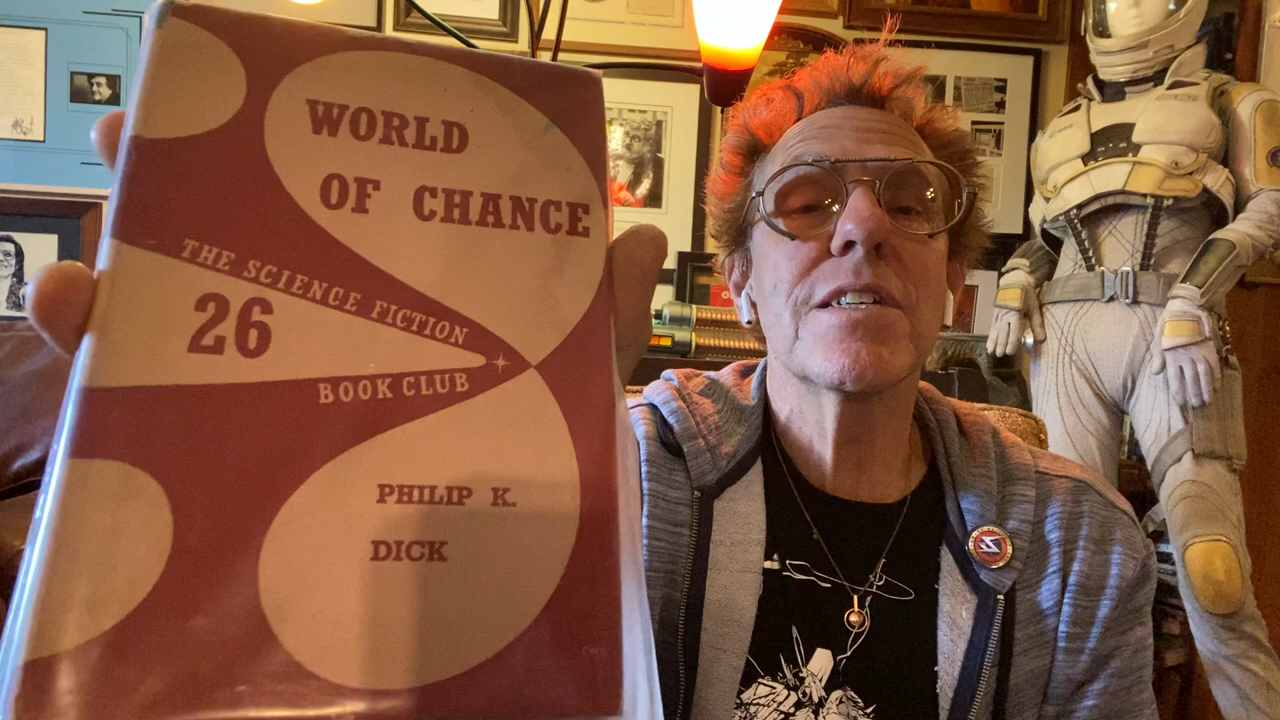 WORLD
OF CHANCE
THE SCIENCE FICTION
26
BOOK CLUB
PHILIP K.
DICK